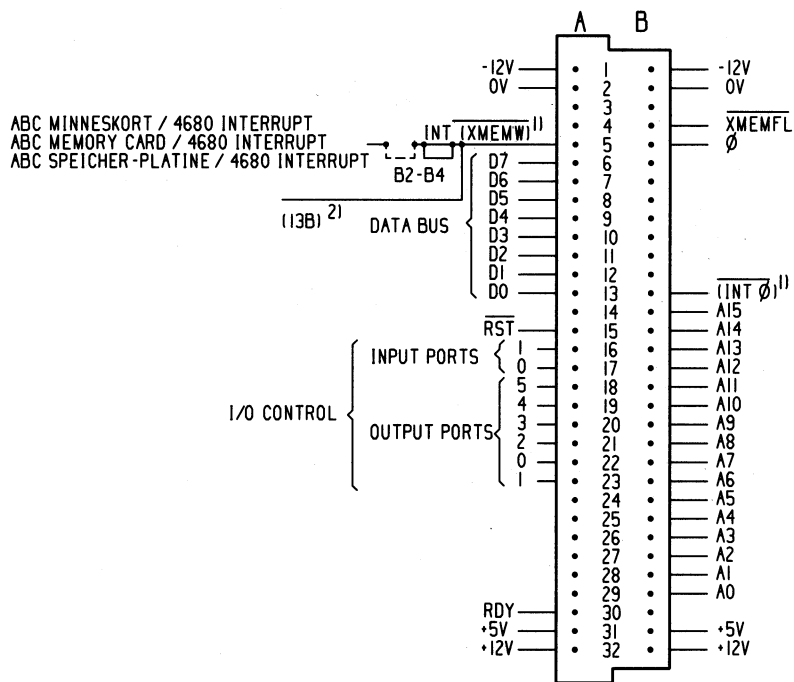 A B
-12V 1 -12V
0V 2 0V
3
4 XMEMFL
ABC MINNESKORT / 4680 INTERRUPT
ABC MEMORY CARD / 4680 INTERRUPT
ABC SPEICHER-PLATINE / 4680 INTERRUPT
INT (XMEMW) 1) 5 Ø
B2-B4
(13B) 2)
DATA BUS
D7 6
D6 7
D5 8
D4 9
D3 10
D2 11
D1 12
D0 13 (INT Ø) 1)
14 A15
RST 15 A14
I/O CONTROL
INPUT PORTS
1 16 A13
0 17 A12
OUTPUT PORTS
5 18 A11
4 19 A10
3 20 A9
2 21 A8
0 22 A7
1 23 A6
24 A5
25 A4
26 A3
27 A2
28 A1
29 A0
RDY 30
+5V 31 +5V
+12V 32 +12V